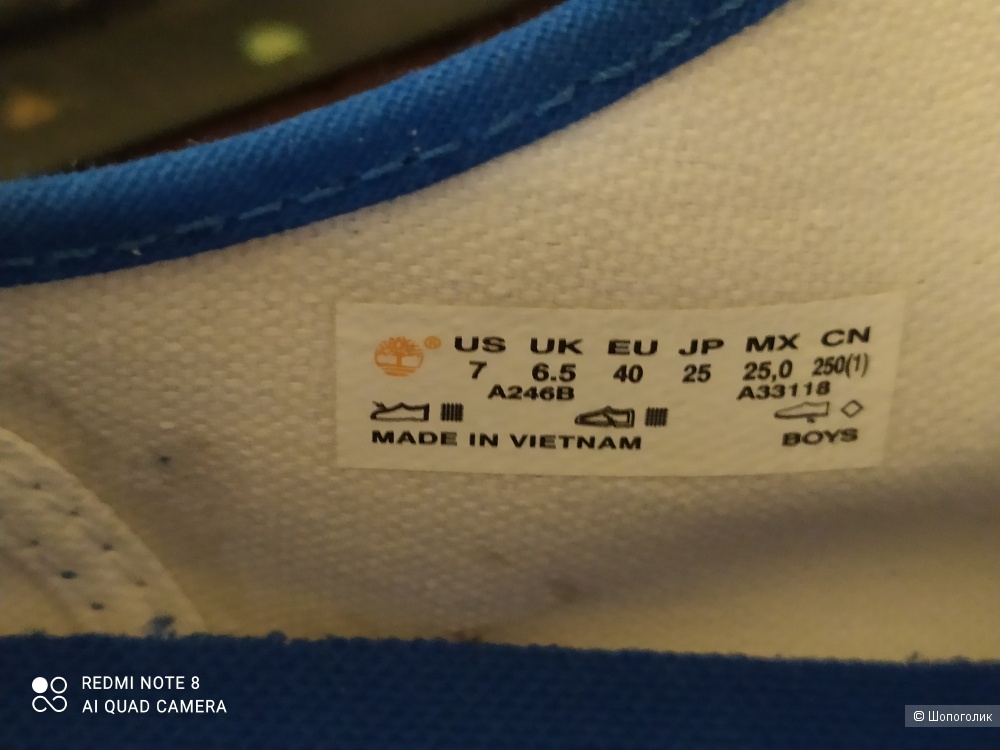 ® US UK EU JP MX CN
7 6.5 40 25 25,0 250(1)
A246B A33118
MADE IN VIETNAM BOYS
REDMI NOTE 8
AI QUAD CAMERA
© Шопоголик